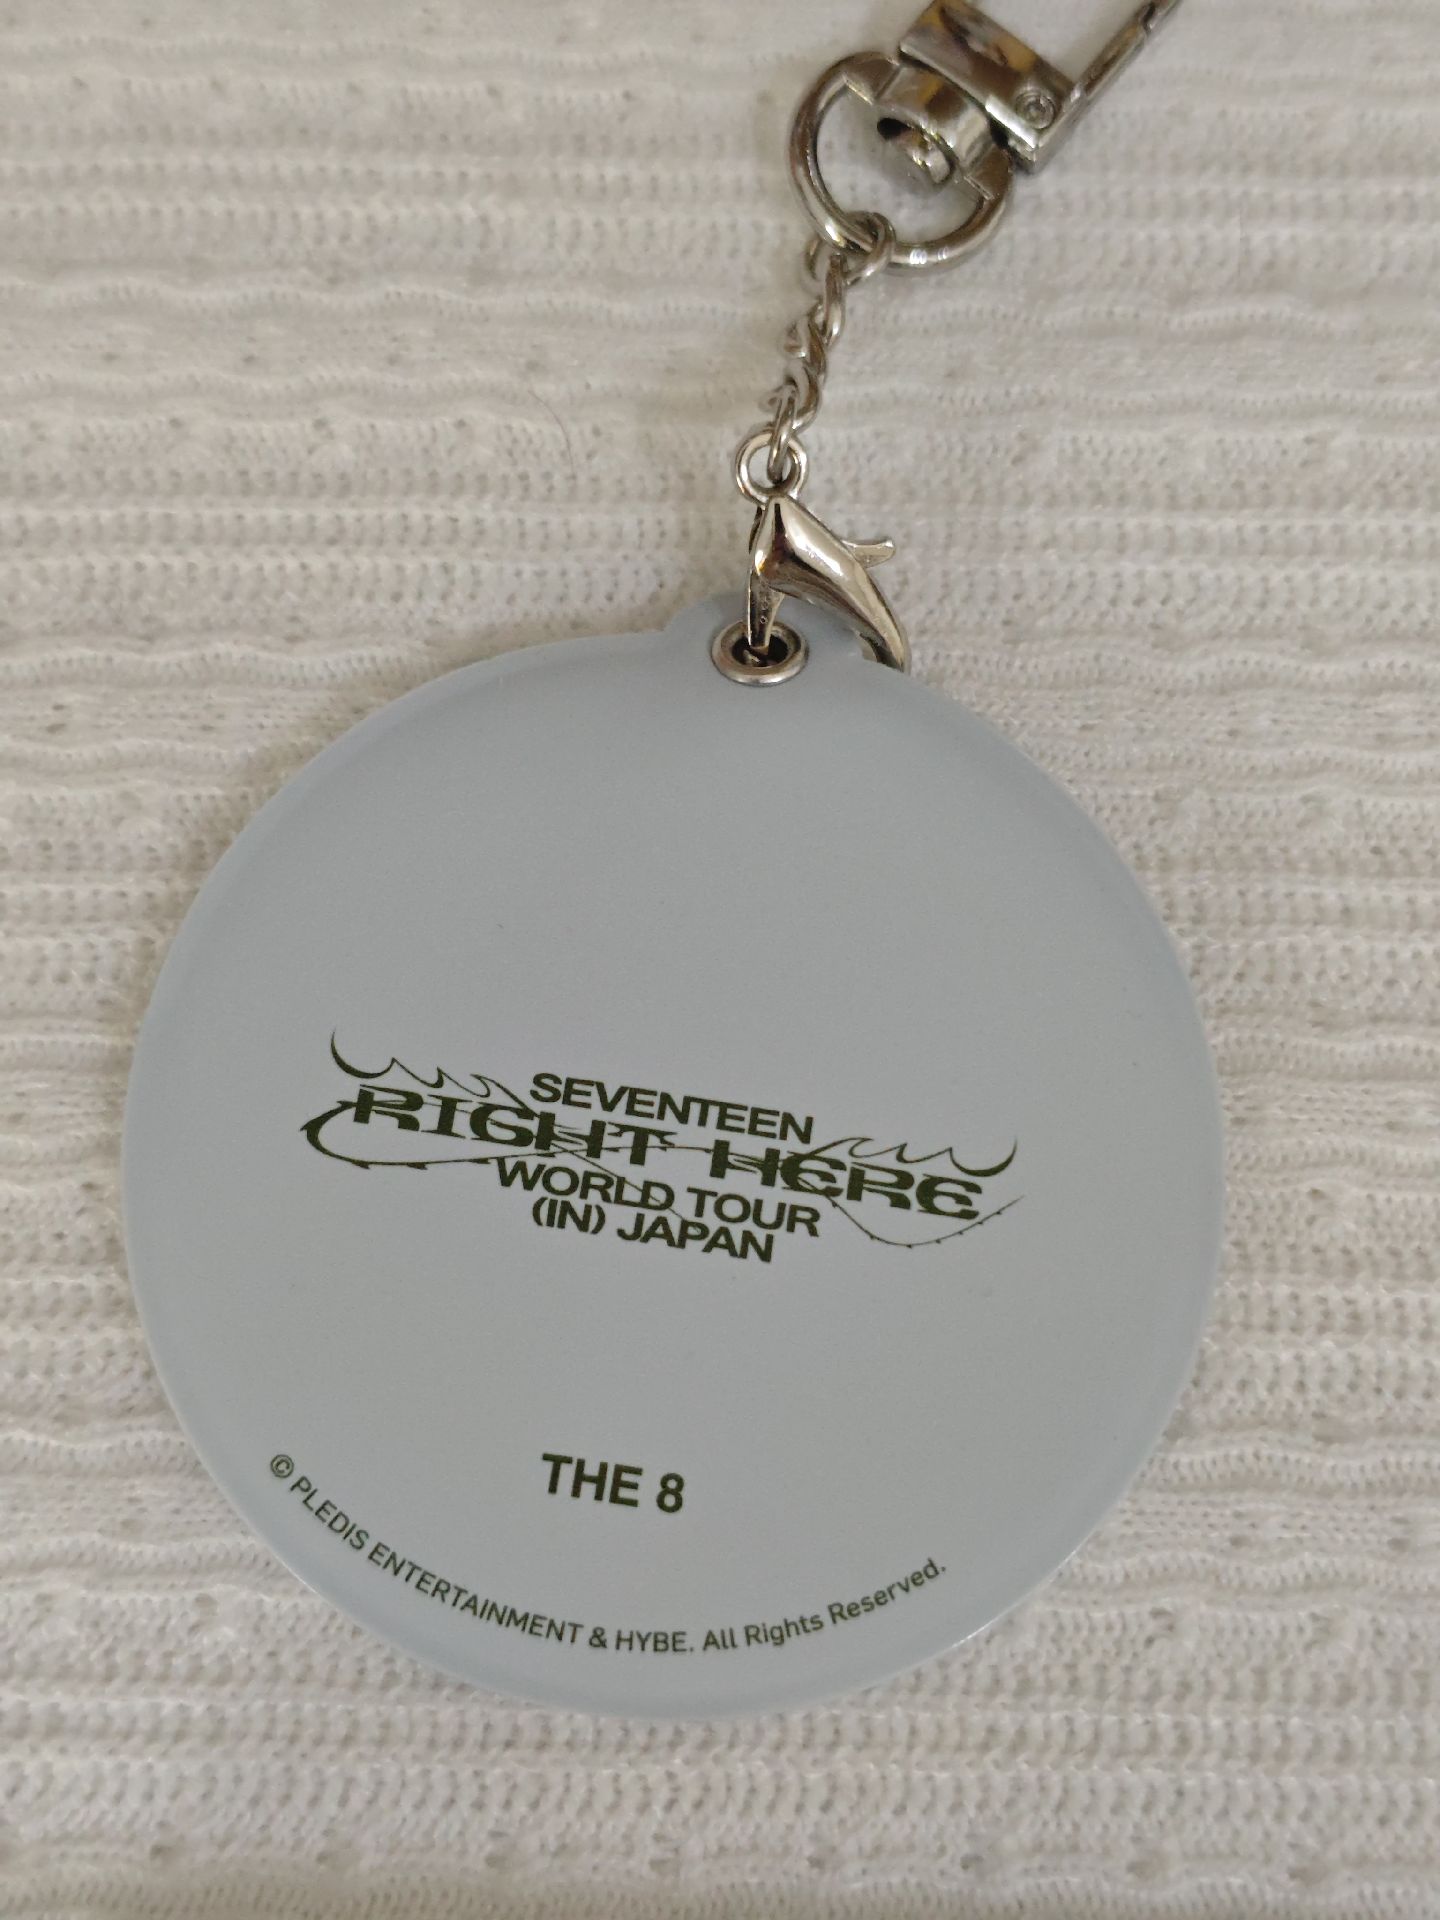 SEVENTEEN
RIGHT HERE
WORLD TOUR
(IN) JAPAN
THE 8
© PLEDIS ENTERTAINMENT & HYBE. All Rights Reserved.